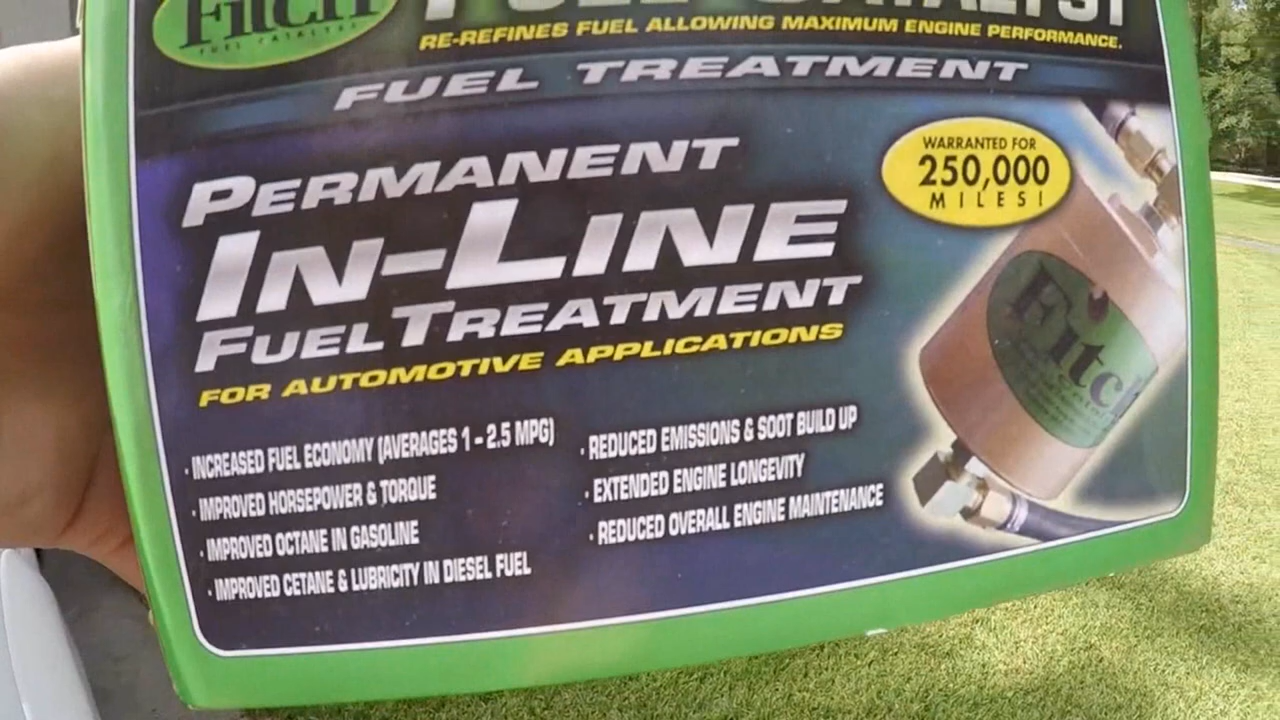 Fitch
FUEL CATALYST
FUEL CATALYST
RE-REFINES FUEL ALLOWING MAXIMUM ENGINE PERFORMANCE.
FUEL TREATMENT
PERMANENT
IN-LINE
FUEL TREATMENT
FOR AUTOMOTIVE APPLICATIONS
WARRANTED FOR
250,000
MILES!
· INCREASED FUEL ECONOMY (AVERAGES 1 – 2.5 MPG)
· IMPROVED HORSEPOWER & TORQUE
· IMPROVED OCTANE IN GASOLINE
· IMPROVED CETANE & LUBRICITY IN DIESEL FUEL
· REDUCED EMISSIONS & SOOT BUILD UP
· EXTENDED ENGINE LONGEVITY
· REDUCED OVERALL ENGINE MAINTENANCE
Fitch